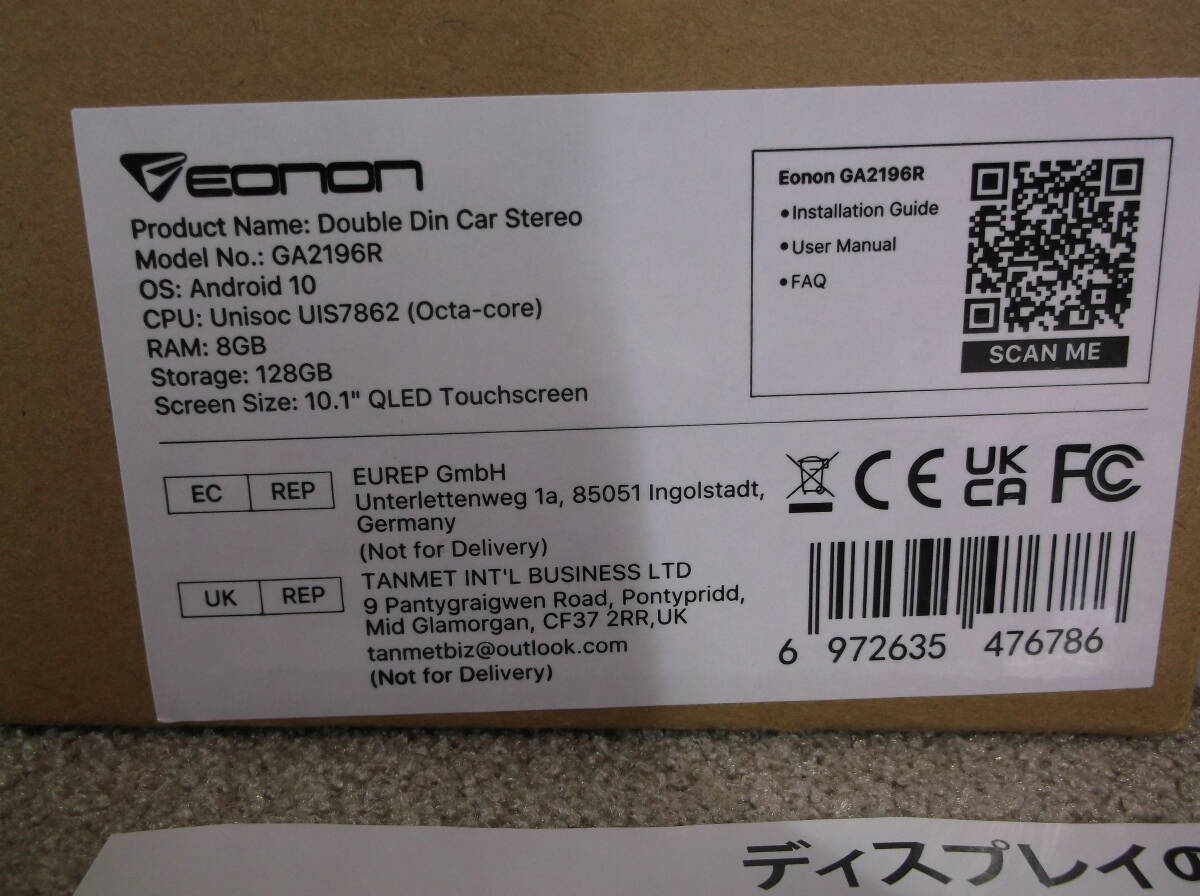 EONON
Product Name: Double Din Car Stereo
Model No.: GA2196R
OS: Android 10
CPU: Unisoc UIS7862 (Octa-core)
RAM: 8GB
Storage: 128GB
Screen Size: 10.1" QLED Touchscreen
Eonon GA2196R
•Installation Guide
•User Manual
•FAQ
SCAN ME
EC REP
EUREP GmbH
Unterlettenweg 1a, 85051 Ingolstadt,
Germany
(Not for Delivery)
UK REP
TANMET INT'L BUSINESS LTD
9 Pantygraigwen Road, Pontypridd,
Mid Glamorgan, CF37 2RR,UK
tanmetbiz@outlook.com
(Not for Delivery)
CE
UK
CA
FC
6 972635 476786
ディスプレイの